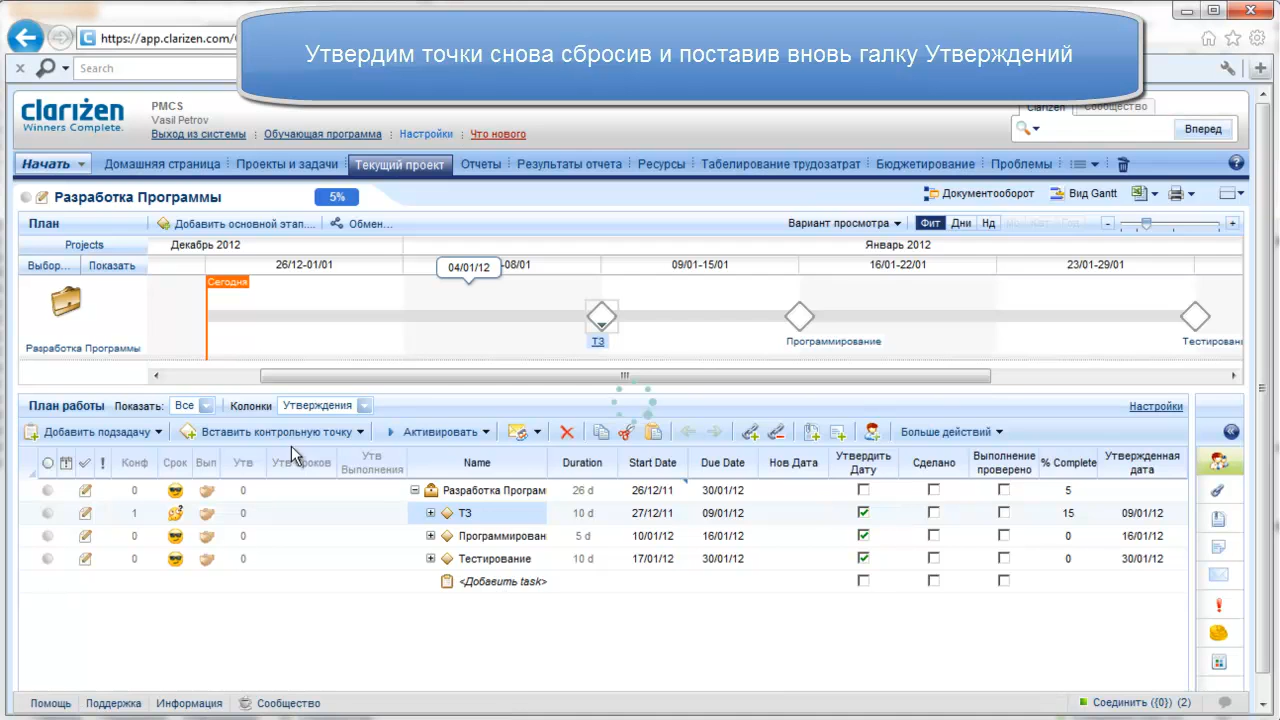 Утвердим точки снова сбросив и поставив вновь галку Утверждений
https://app.clarizen.com/
Search
clarizen
Winners Complete.
PMCS
Vasil Petrov
Выход из системы Обучающая программа Настройки Что нового
Clarizen Сообщество
Вперед
Начать Домашняя страница Проекты и задачи Текущий проект Отчеты Результаты отчета Ресурсы Табелирование трудозатрат Бюджетирование Проблемы
Разработка Программы 5% Документооборот Вид Gantt
План Добавить основной этап.... Обмен... Вариант просмотра Фит Дни Нд
Projects Декабрь 2012 Январь 2012
Выбор... Показать 26/12-01/01 04/01/12 -08/01 09/01-15/01 16/01-22/01 23/01-29/01
Сегодня
Разработка Программы ТЗ Программирование Тестирован
План работы Показать: Все Колонки Утверждения Настройки
Добавить подзадачу Вставить контрольную точку Активировать Больше действий
! Конф Срок Вып Утв Утв Сроков Утв Выполнения Name Duration Start Date Due Date Нов Дата Утвердить Дату Сделано Выполнение проверено % Complete Утвержденная дата
0 0 Разработка Програм 26 d 26/12/11 30/01/12 5
1 0 ТЗ 10 d 27/12/11 09/01/12 15 09/01/12
0 0 Программирован 5 d 10/01/12 16/01/12 0 16/01/12
0 0 Тестирование 10 d 17/01/12 30/01/12 0 30/01/12
<Добавить task>
Помощь Поддержка Информация Сообщество Соединить ({0}) (2)